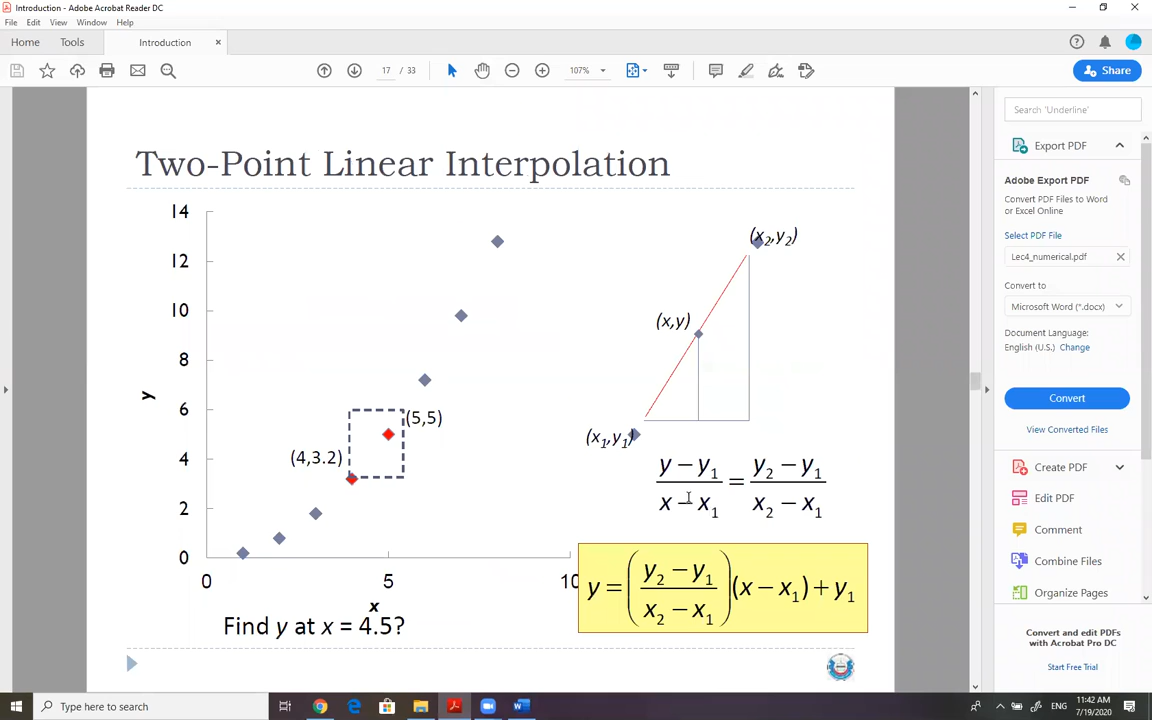 Introduction - Adobe Acrobat Reader DC
File Edit View Window Help
Home Tools Introduction ×
17 / 33 107% Share
Two-Point Linear Interpolation
14
12
10
8
6
4
2
0
y
0 5 10
x
(4,3.2)
(5,5)
Find y at x = 4.5?
(x2,y2)
(x,y)
(x1,y1)
y − y1 / x − x1 = y2 − y1 / x2 − x1
y = (y2 − y1 / x2 − x1)(x − x1) + y1
Search 'Underline'
Export PDF
Adobe Export PDF
Convert PDF Files to Word
or Excel Online
Select PDF File
Lec4_numerical.pdf
Convert to
Microsoft Word (*.docx)
Document Language:
English (U.S.) Change
Convert
View Converted Files
Create PDF
Edit PDF
Comment
Combine Files
Organize Pages
Convert and edit PDFs
with Acrobat Pro DC
Start Free Trial
Type here to search
ENG
11:42 AM
7/19/2020